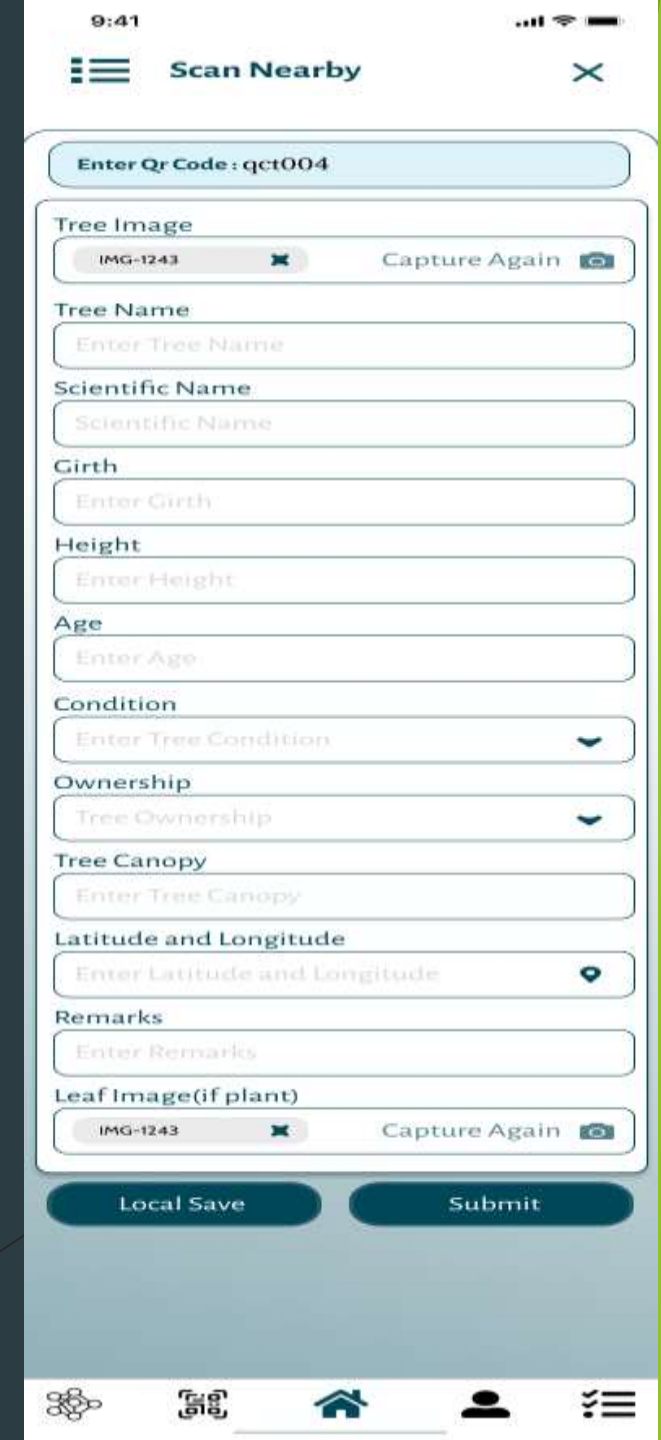 9:41
Scan Nearby
Enter Qr Code : qct004
Tree Image
IMG-1243 Capture Again
Tree Name
Enter Tree Name
Scientific Name
Scientific Name
Girth
Enter Girth
Height
Enter Height
Age
Enter Age
Condition
Enter Tree Condition
Ownership
Tree Ownership
Tree Canopy
Enter Tree Canopy
Latitude and Longitude
Enter Latitude and Longitude
Remarks
Enter Remarks
Leaf Image(if plant)
IMG-1243 Capture Again
Local Save Submit